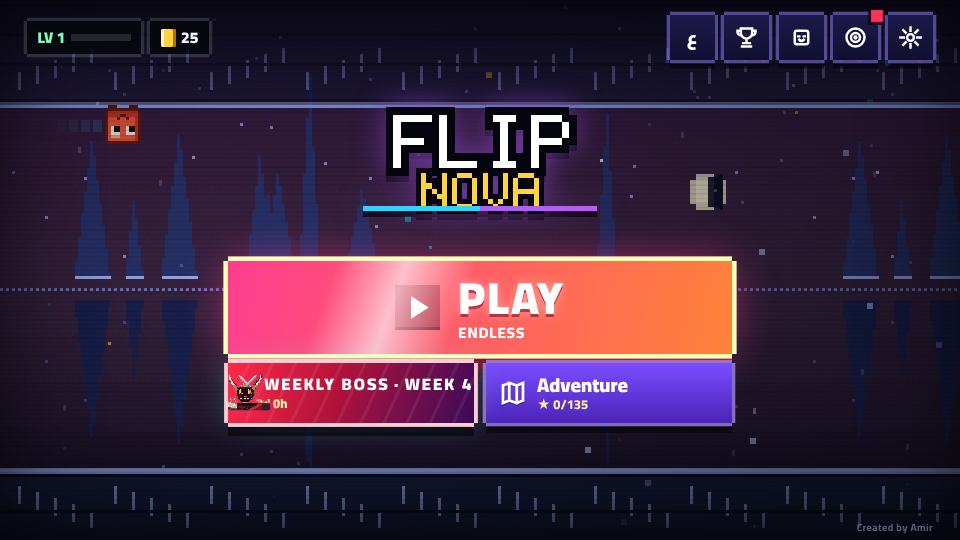 LV 1
25
ع
FLIP
NOVA
PLAY
ENDLESS
WEEKLY BOSS · WEEK 4
0h
Adventure
★ 0/135
Created by Amir